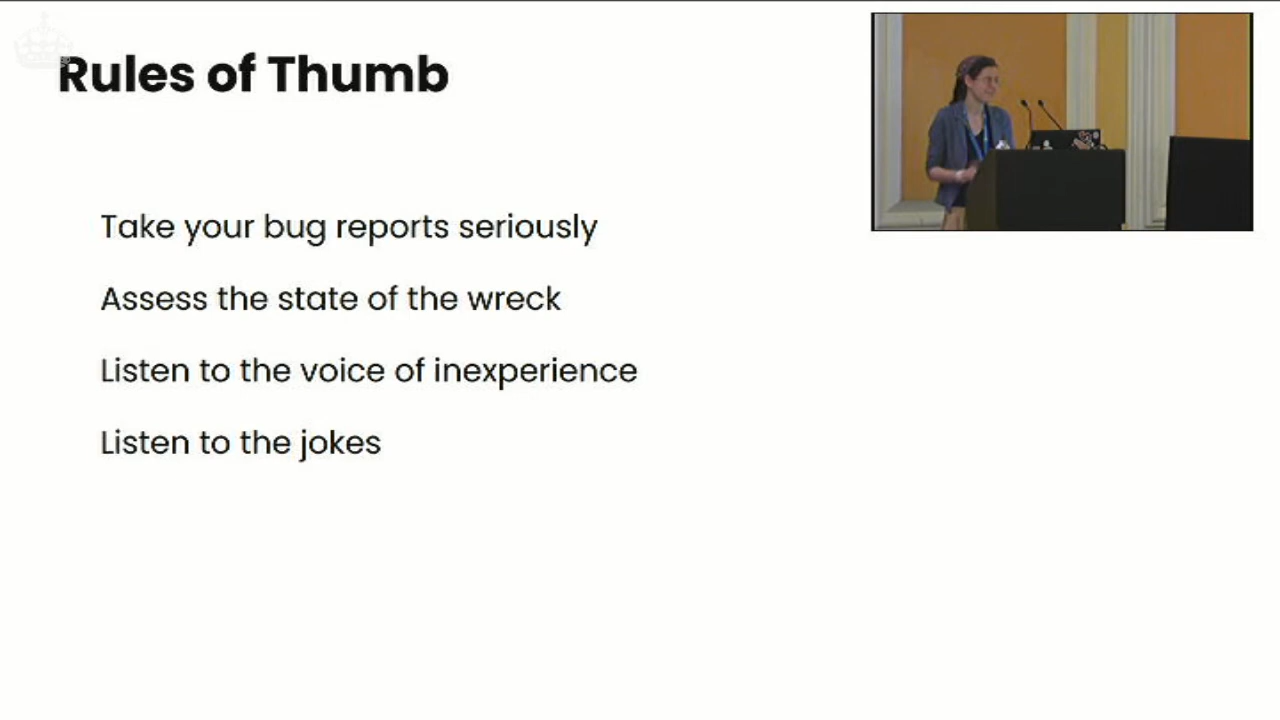 Rules of Thumb
Take your bug reports seriously
Assess the state of the wreck
Listen to the voice of inexperience
Listen to the jokes